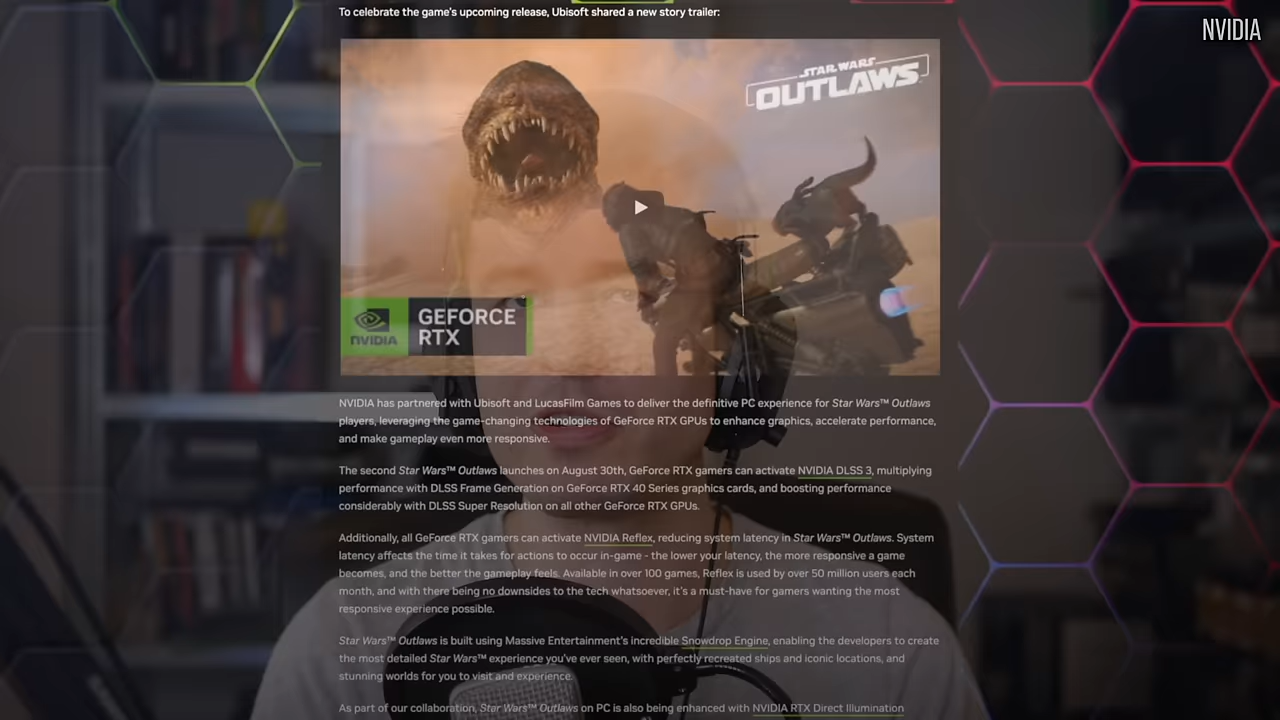 To celebrate the game's upcoming release, Ubisoft shared a new story trailer:
NVIDIA
STAR WARS
OUTLAWS
NVIDIA
GEFORCE
RTX
NVIDIA has partnered with Ubisoft and LucasFilm Games to deliver the definitive PC experience for Star Wars™ Outlaws
players, leveraging the game-changing technologies of GeForce RTX GPUs to enhance graphics, accelerate performance,
and make gameplay even more responsive.
The second Star Wars™ Outlaws launches on August 30th, GeForce RTX gamers can activate NVIDIA DLSS 3, multiplying
performance with DLSS Frame Generation on GeForce RTX 40 Series graphics cards, and boosting performance
considerably with DLSS Super Resolution on all other GeForce RTX GPUs.
Additionally, all GeForce RTX gamers can activate NVIDIA Reflex, reducing system latency in Star Wars™ Outlaws. System
latency affects the time it takes for actions to occur in-game - the lower your latency, the more responsive a game
becomes, and the better the gameplay feels. Available in over 100 games, Reflex is used by over 50 million users each
month, and with there being no downsides to the tech whatsoever, it's a must-have for gamers wanting the most
responsive experience possible.
Star Wars™ Outlaws is built using Massive Entertainment's incredible Snowdrop Engine, enabling the developers to create
the most detailed Star Wars™ experience you've ever seen, with perfectly recreated ships and iconic locations, and
stunning worlds for you to visit and experience.
As part of our collaboration, Star Wars™ Outlaws on PC is also being enhanced with NVIDIA RTX Direct Illumination